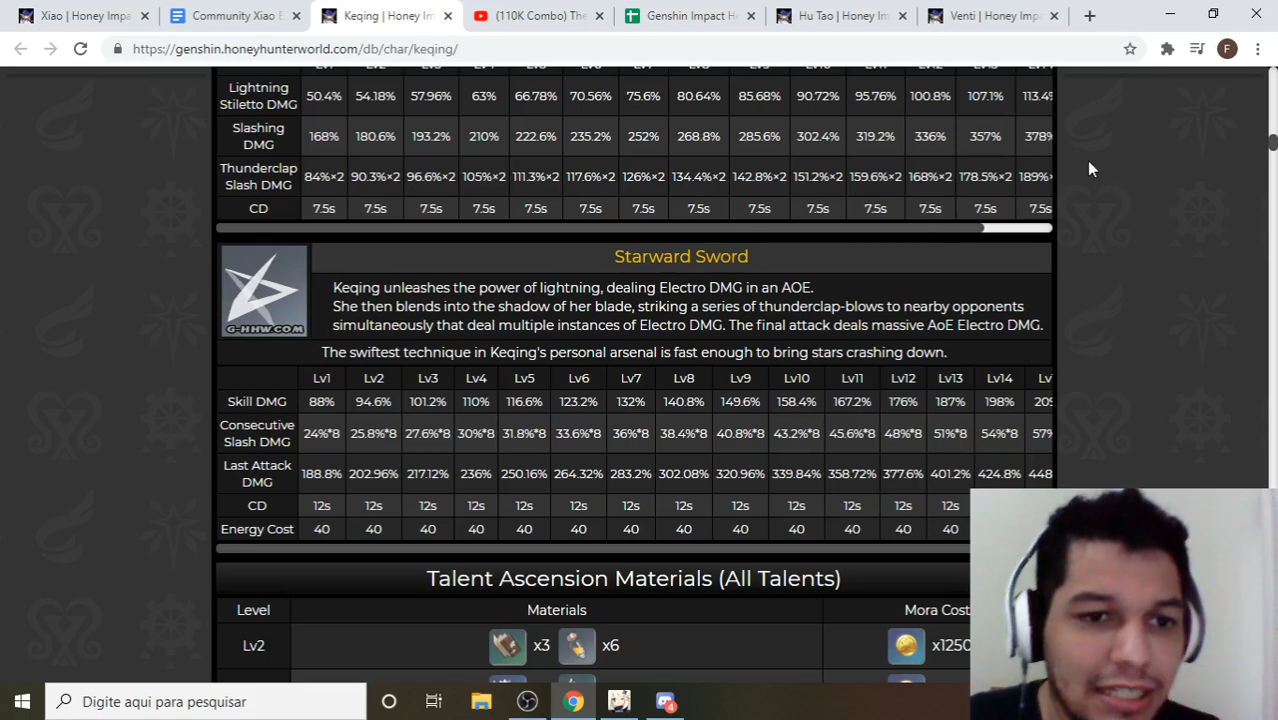 Xiao | Honey Impa
Community Xiao E
Keqing | Honey Im
(110K Combo) The
Genshin Impact He
Hu Tao | Honey Im
Venti | Honey Impa
https://genshin.honeyhunterworld.com/db/char/keqing/
F
Lightning Stiletto DMG 50.4% 54.18% 57.96% 63% 66.78% 70.56% 75.6% 80.64% 85.68% 90.72% 95.76% 100.8% 107.1% 113.4%
Slashing DMG 168% 180.6% 193.2% 210% 222.6% 235.2% 252% 268.8% 285.6% 302.4% 319.2% 336% 357% 378%
Thunderclap Slash DMG 84%×2 90.3%×2 96.6%×2 105%×2 111.3%×2 117.6%×2 126%×2 134.4%×2 142.8%×2 151.2%×2 159.6%×2 168%×2 178.5%×2 189%×
CD 7.5s 7.5s 7.5s 7.5s 7.5s 7.5s 7.5s 7.5s 7.5s 7.5s 7.5s 7.5s 7.5s 7.5s
G-HHW.COM
Starward Sword
Keqing unleashes the power of lightning, dealing Electro DMG in an AOE.
She then blends into the shadow of her blade, striking a series of thunderclap-blows to nearby opponents
simultaneously that deal multiple instances of Electro DMG. The final attack deals massive AoE Electro DMG.
The swiftest technique in Keqing's personal arsenal is fast enough to bring stars crashing down.
Lv1 Lv2 Lv3 Lv4 Lv5 Lv6 Lv7 Lv8 Lv9 Lv10 Lv11 Lv12 Lv13 Lv14 Lv
Skill DMG 88% 94.6% 101.2% 110% 116.6% 123.2% 132% 140.8% 149.6% 158.4% 167.2% 176% 187% 198% 209
Consecutive Slash DMG 24%*8 25.8%*8 27.6%*8 30%*8 31.8%*8 33.6%*8 36%*8 38.4%*8 40.8%*8 43.2%*8 45.6%*8 48%*8 51%*8 54%*8 57%
Last Attack DMG 188.8% 202.96% 217.12% 236% 250.16% 264.32% 283.2% 302.08% 320.96% 339.84% 358.72% 377.6% 401.2% 424.8% 448
CD 12s 12s 12s 12s 12s 12s 12s 12s 12s 12s 12s 12s 12s
Energy Cost 40 40 40 40 40 40 40 40 40 40 40 40 40
Talent Ascension Materials (All Talents)
Level Materials Mora Cost
Lv2 x3 x6 x1250
Digite aqui para pesquisar
4